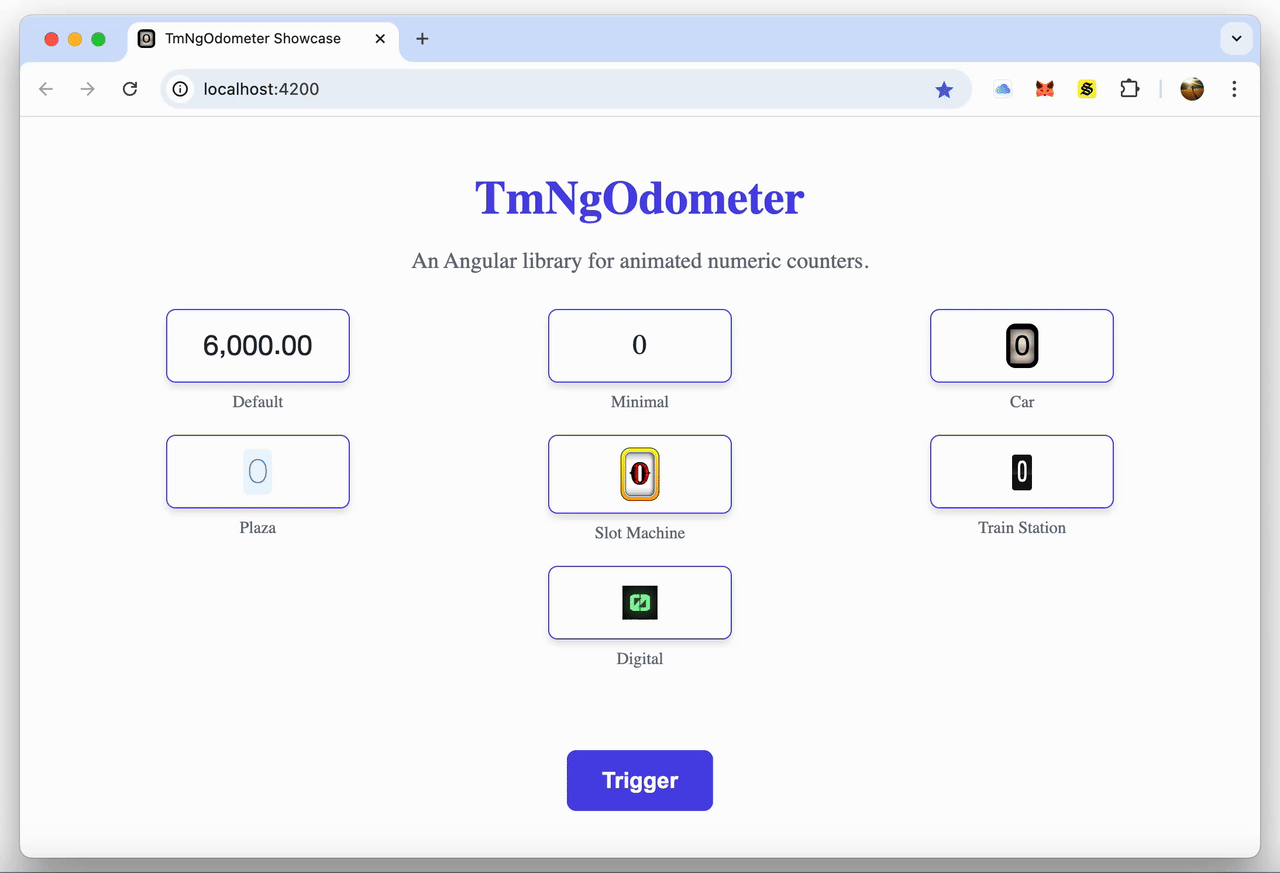 TmNgOdometer Showcase
localhost:4200
TmNgOdometer
An Angular library for animated numeric counters.
6,000.00
0
0
Default
Minimal
Car
0
0
0
Plaza
Slot Machine
Train Station
0
Digital
Trigger